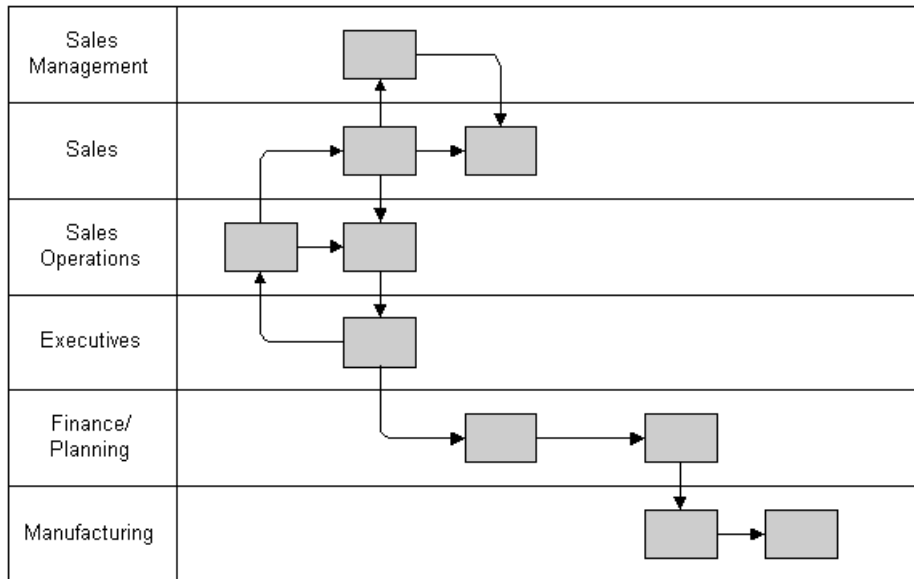 Sales
Management
Sales
Sales
Operations
Executives
Finance/
Planning
Manufacturing